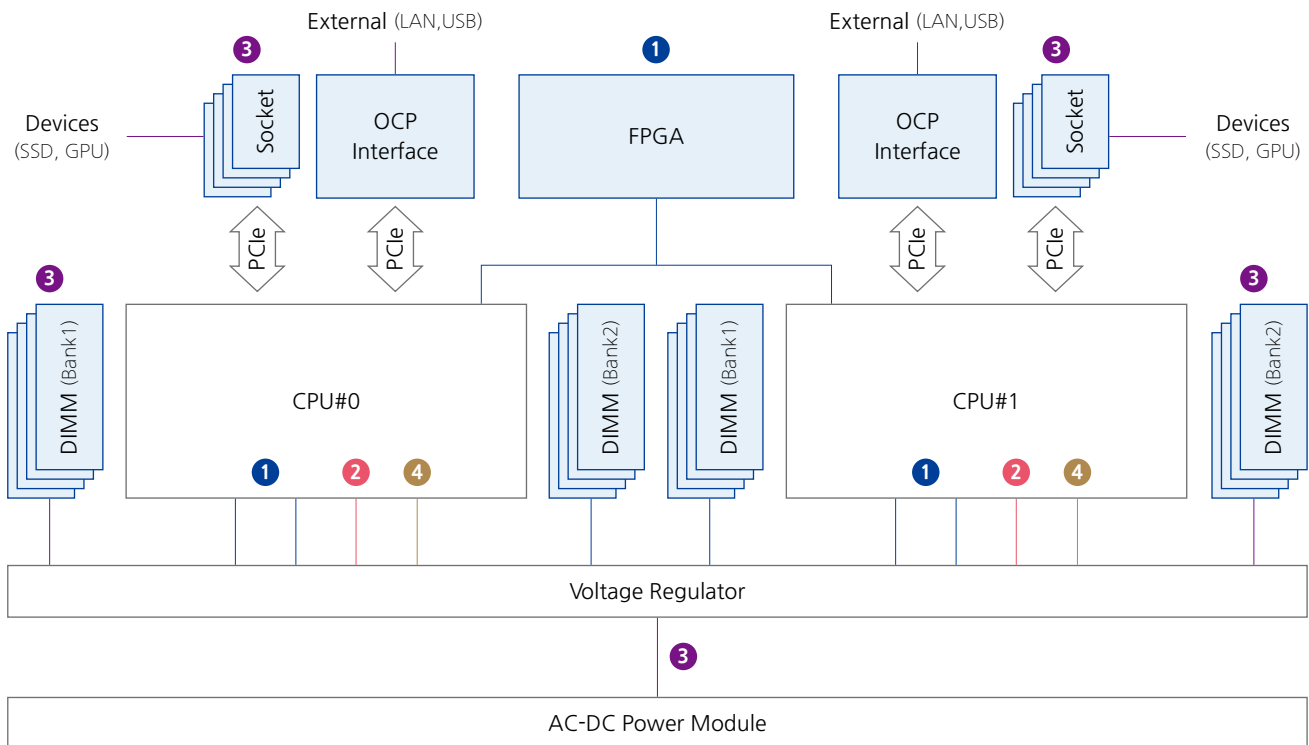 External (LAN,USB)
External (LAN,USB)
3
1
3
Devices
(SSD, GPU)
Socket
OCP
Interface
FPGA
OCP
Interface
Socket
Devices
(SSD, GPU)
PCIe
PCIe
PCIe
PCIe
3
3
DIMM (Bank1)
CPU#0
DIMM (Bank2)
DIMM (Bank1)
CPU#1
DIMM (Bank2)
1
2
4
1
2
4
Voltage Regulator
3
AC-DC Power Module